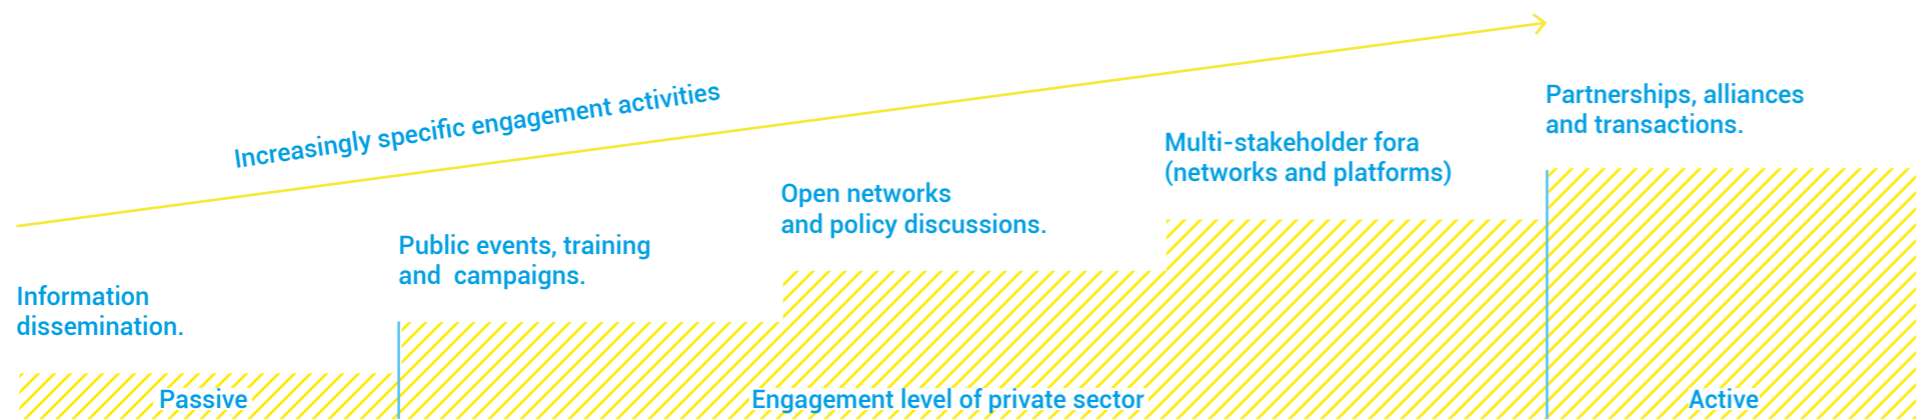 Increasingly specific engagement activities
Information
dissemination.
Public events, training
and campaigns.
Open networks
and policy discussions.
Multi-stakeholder fora
(networks and platforms)
Partnerships, alliances
and transactions.
Passive
Engagement level of private sector
Active